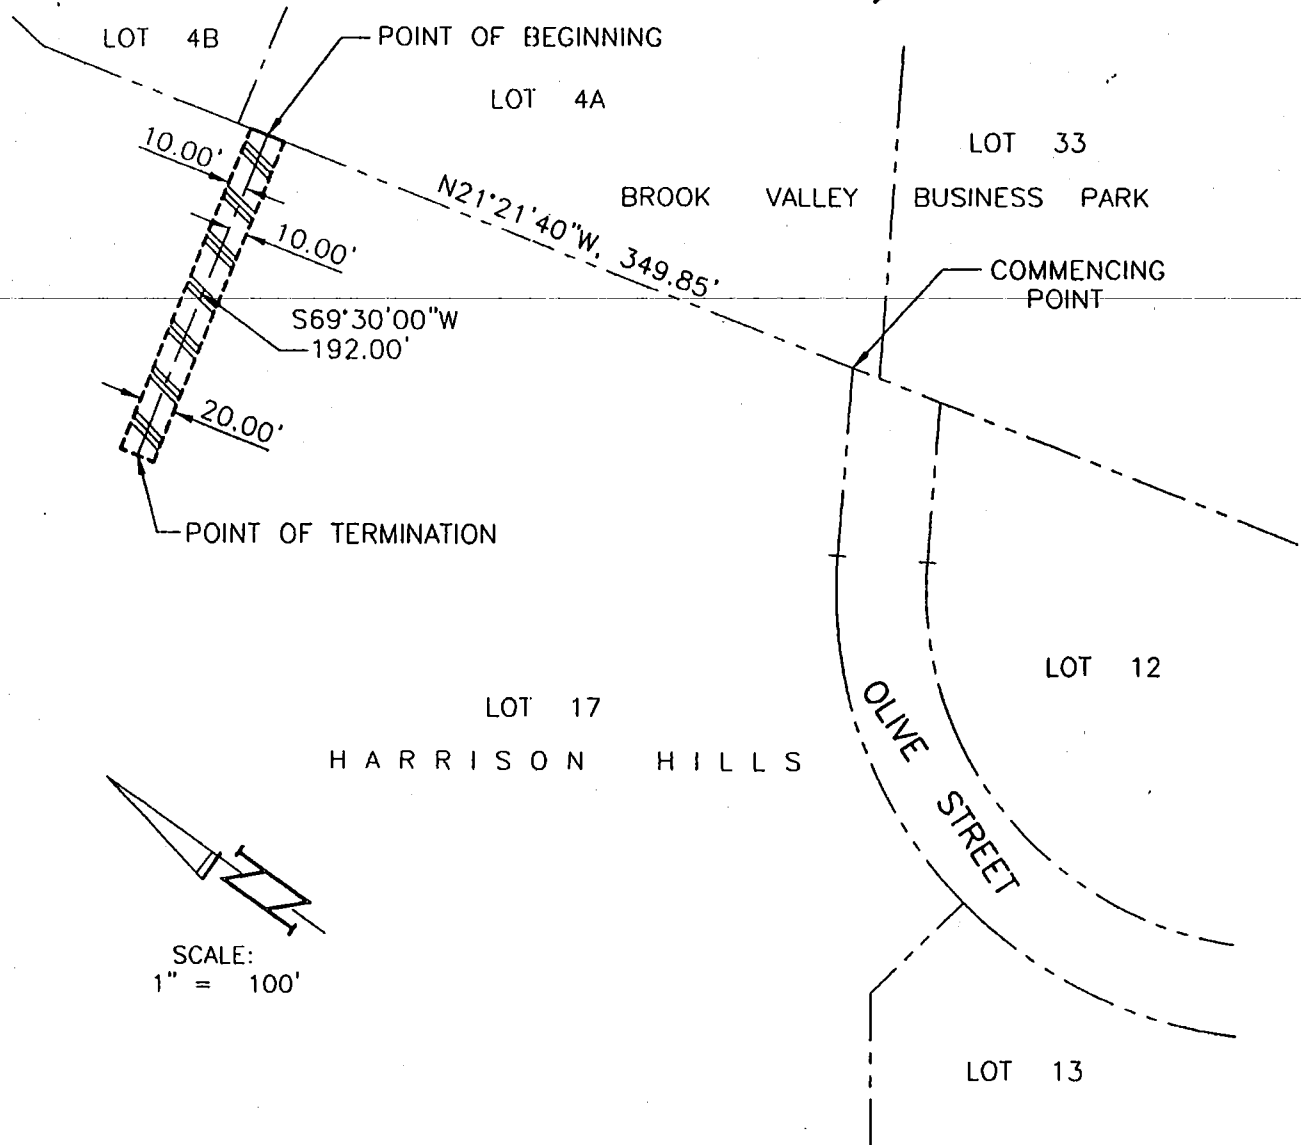 LOT 4B
POINT OF BEGINNING
LOT 4A
10.00'
LOT 33
N21°21'40"W, 349.85'
BROOK VALLEY BUSINESS PARK
10.00'
COMMENCING
POINT
S69°30'00"W
192.00'
20.00'
POINT OF TERMINATION
LOT 12
LOT 17
OLIVE STREET
HARRISON HILLS
N
SCALE:
1" = 100'
LOT 13